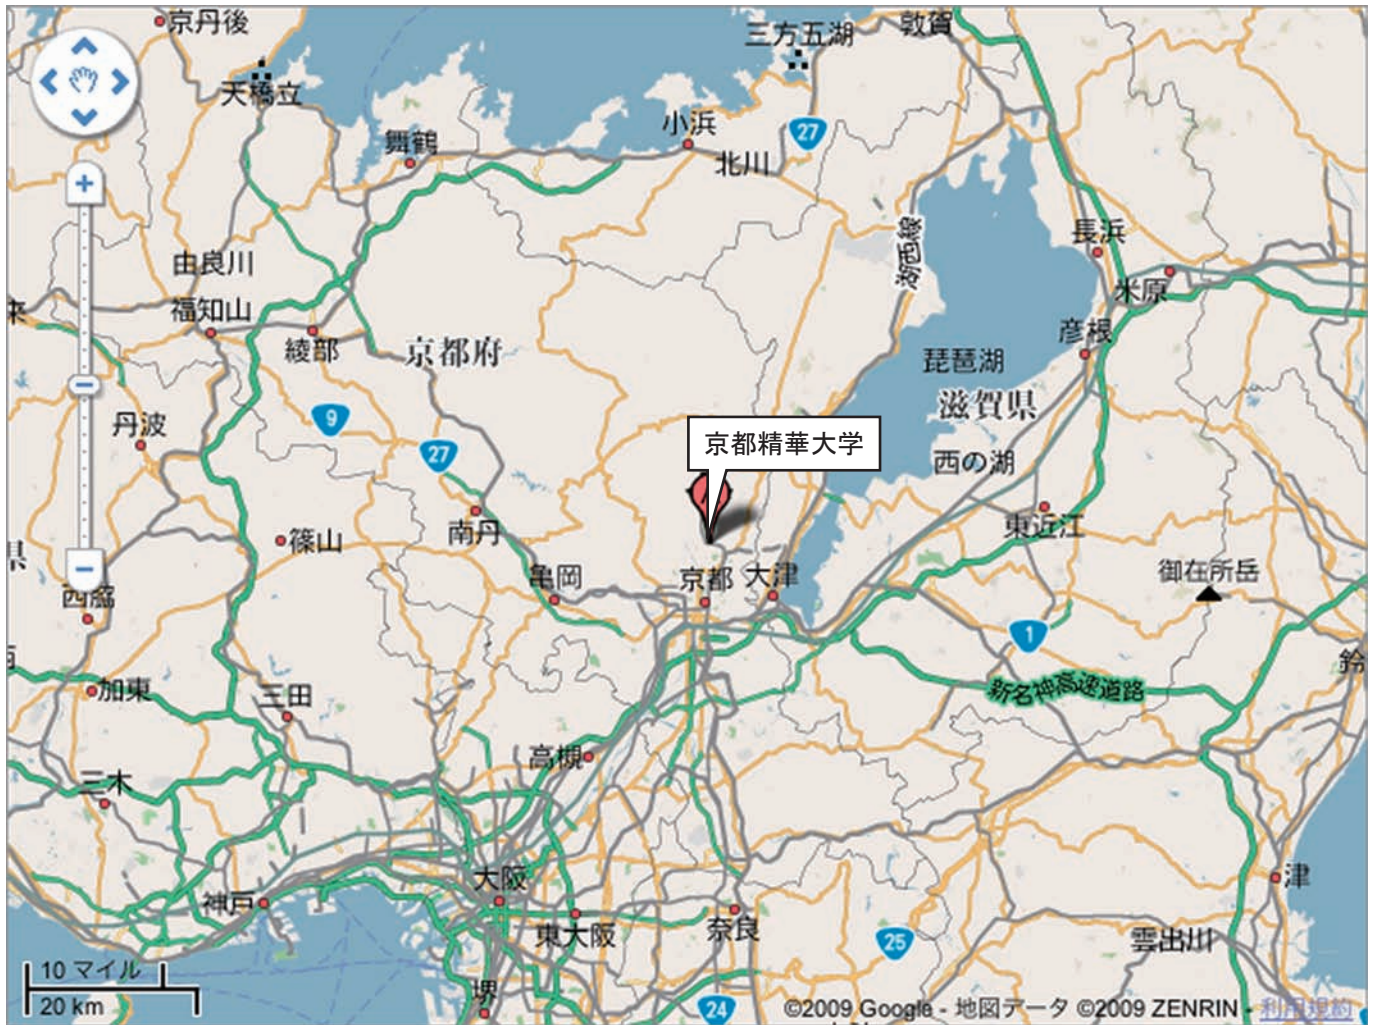 京丹後
三方五湖
敦賀
天橋立
小浜
27
舞鶴
北川
長浜
湖西線
由良川
米原
福知山
彦根
綾部
京都府
琵琶湖
滋賀県
9
丹波
京都精華大学
27
西の湖
南丹
東近江
篠山
県
亀岡
京都
大津
御在所岳
西脇
1
鈴
加東
三田
新名神高速道路
高槻
三木
大阪
津
神戸
東大阪
奈良
25
雲出川
10 マイル
20 km
堺
24
©2009 Google - 地図データ ©2009 ZENRIN - 利用規約